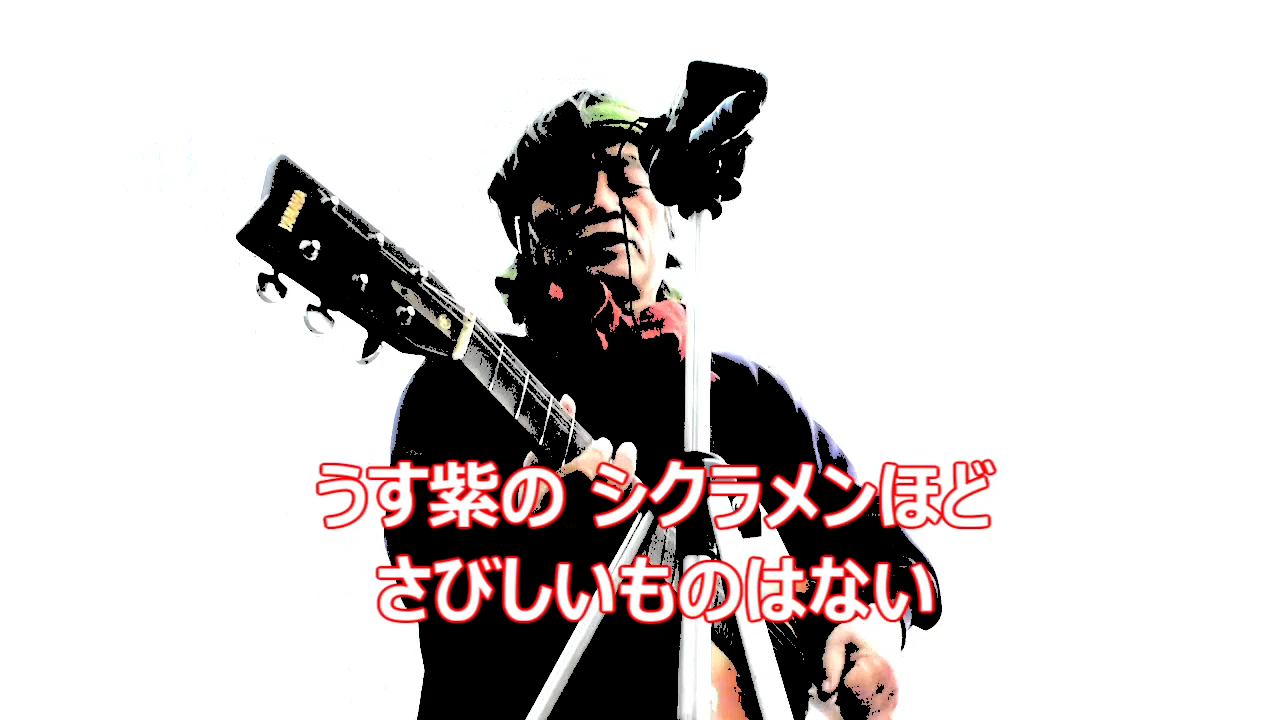 うす紫の シクラメンほど
さびしいものはない